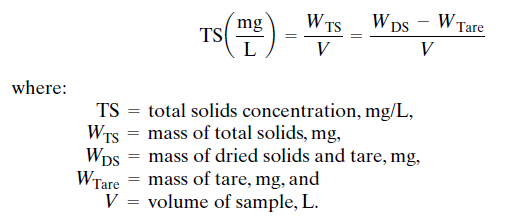 TS(mg/L) = W_TS/V = (W_DS − W_Tare)/V
where:
TS = total solids concentration, mg/L,
W_TS = mass of total solids, mg,
W_DS = mass of dried solids and tare, mg,
W_Tare = mass of tare, mg, and
V = volume of sample, L.